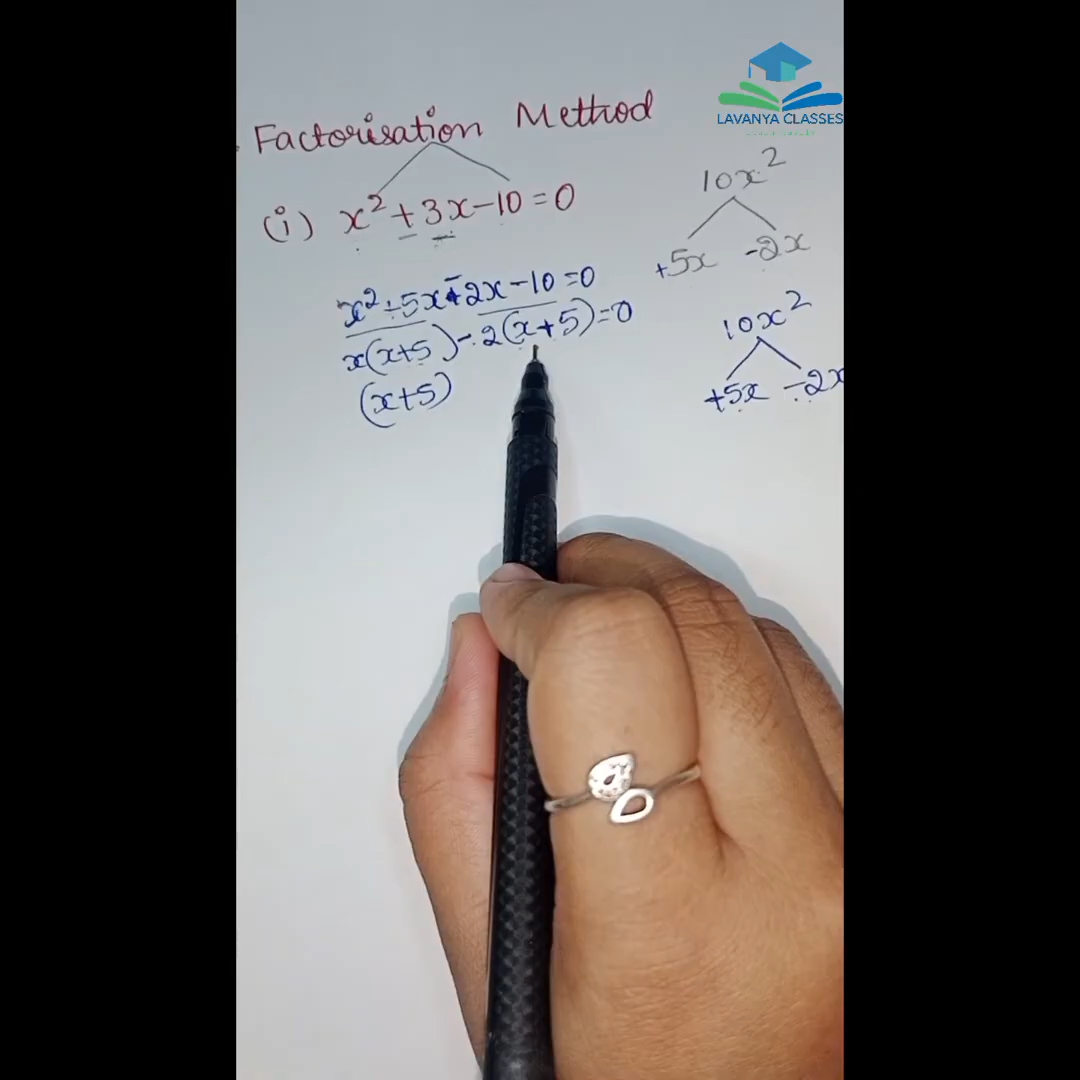 LAVANYA CLASSES
Factorisation Method
(i) x² + 3x - 10 = 0
10x²
+5x -2x
x² + 5x - 2x - 10 = 0
x(x+5) - 2(x+5) = 0
(x+5)
10x²
+5x -2x